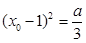 (x₀−1)² = a/3